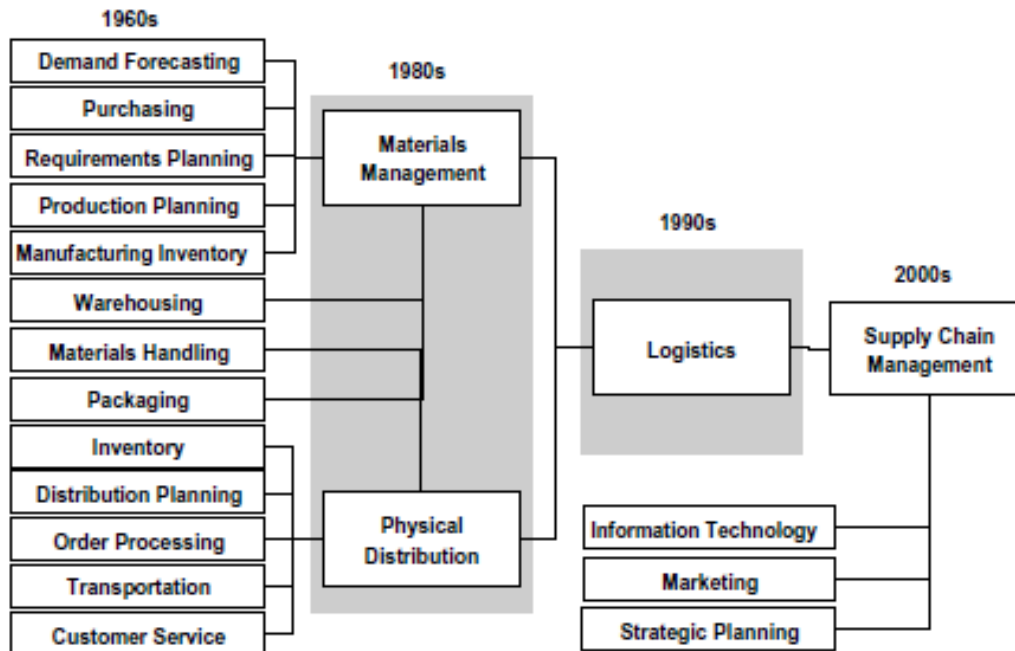 1960s
Demand Forecasting
Purchasing
Requirements Planning
Production Planning
Manufacturing Inventory
Warehousing
Materials Handling
Packaging
Inventory
Distribution Planning
Order Processing
Transportation
Customer Service
1980s
Materials
Management
Physical
Distribution
1990s
Logistics
2000s
Supply Chain
Management
Information Technology
Marketing
Strategic Planning